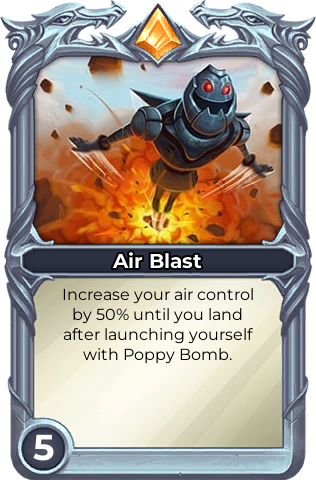 Air Blast
Increase your air control
by 50% until you land
after launching yourself
with Poppy Bomb.
5